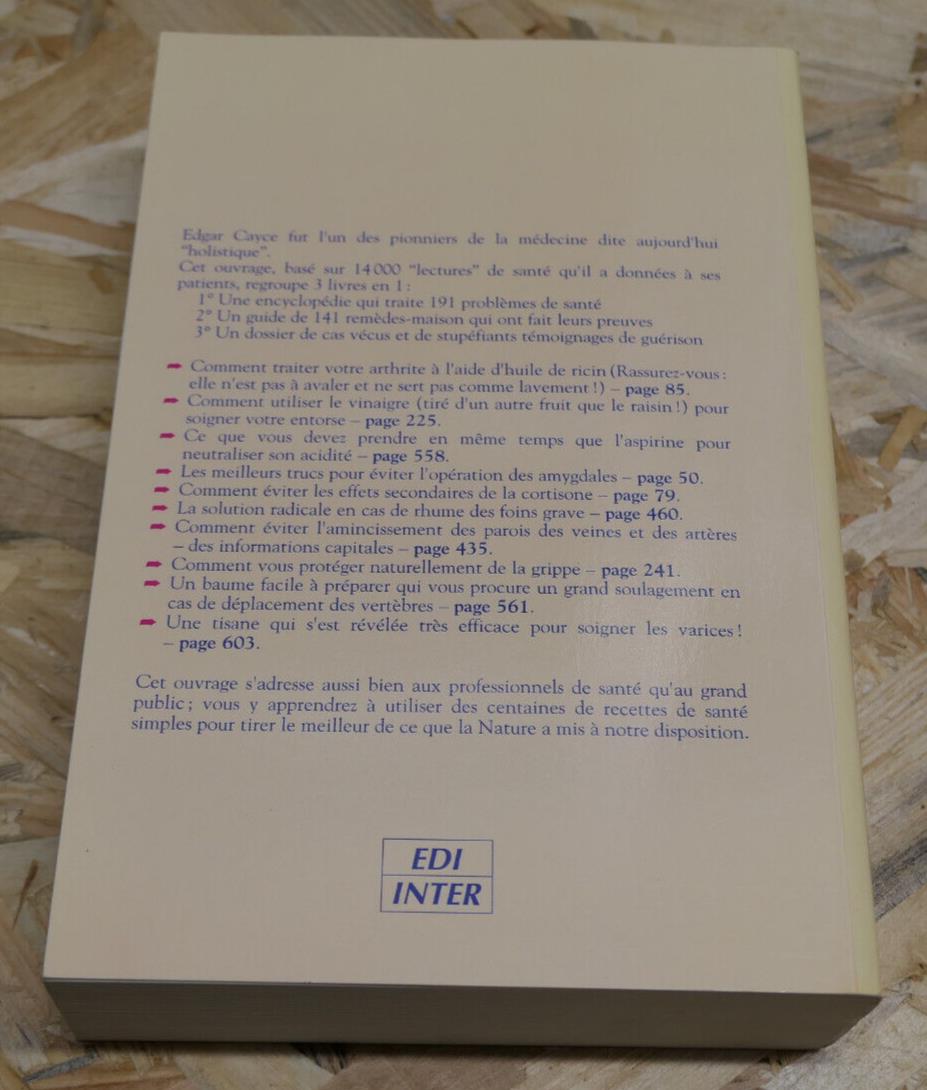 Edgar Cayce fut l'un des pionniers de la médecine dite aujourd'hui
"holistique".
Cet ouvrage, basé sur 14000 "lectures" de santé qu'il a données à ses
patients, regroupe 3 livres en 1 :
1° Une encyclopédie qui traite 191 problèmes de santé
2° Un guide de 141 remèdes-maison qui ont fait leurs preuves
3° Un dossier de cas vécus et de stupéfiants témoignages de guérison
➡ Comment traiter votre arthrite à l'aide d'huile de ricin (Rassurez-vous :
elle n'est pas à avaler et ne sert pas comme lavement !) – page 85.
➡ Comment utiliser le vinaigre (tiré d'un autre fruit que le raisin !) pour
soigner votre entorse – page 225.
➡ Ce que vous devez prendre en même temps que l'aspirine pour
neutraliser son acidité – page 558.
➡ Les meilleurs trucs pour éviter l'opération des amygdales – page 50.
➡ Comment éviter les effets secondaires de la cortisone – page 79.
➡ La solution radicale en cas de rhume des foins grave – page 460.
➡ Comment éviter l'amincissement des parois des veines et des artères
– des informations capitales – page 435.
➡ Comment vous protéger naturellement de la grippe – page 241.
➡ Un baume facile à préparer qui vous procure un grand soulagement en
cas de déplacement des vertèbres – page 561.
➡ Une tisane qui s'est révélée très efficace pour soigner les varices !
– page 603.
Cet ouvrage s'adresse aussi bien aux professionnels de santé qu'au grand
public ; vous y apprendrez à utiliser des centaines de recettes de santé
simples pour tirer le meilleur de ce que la Nature a mis à notre disposition.
EDI
INTER